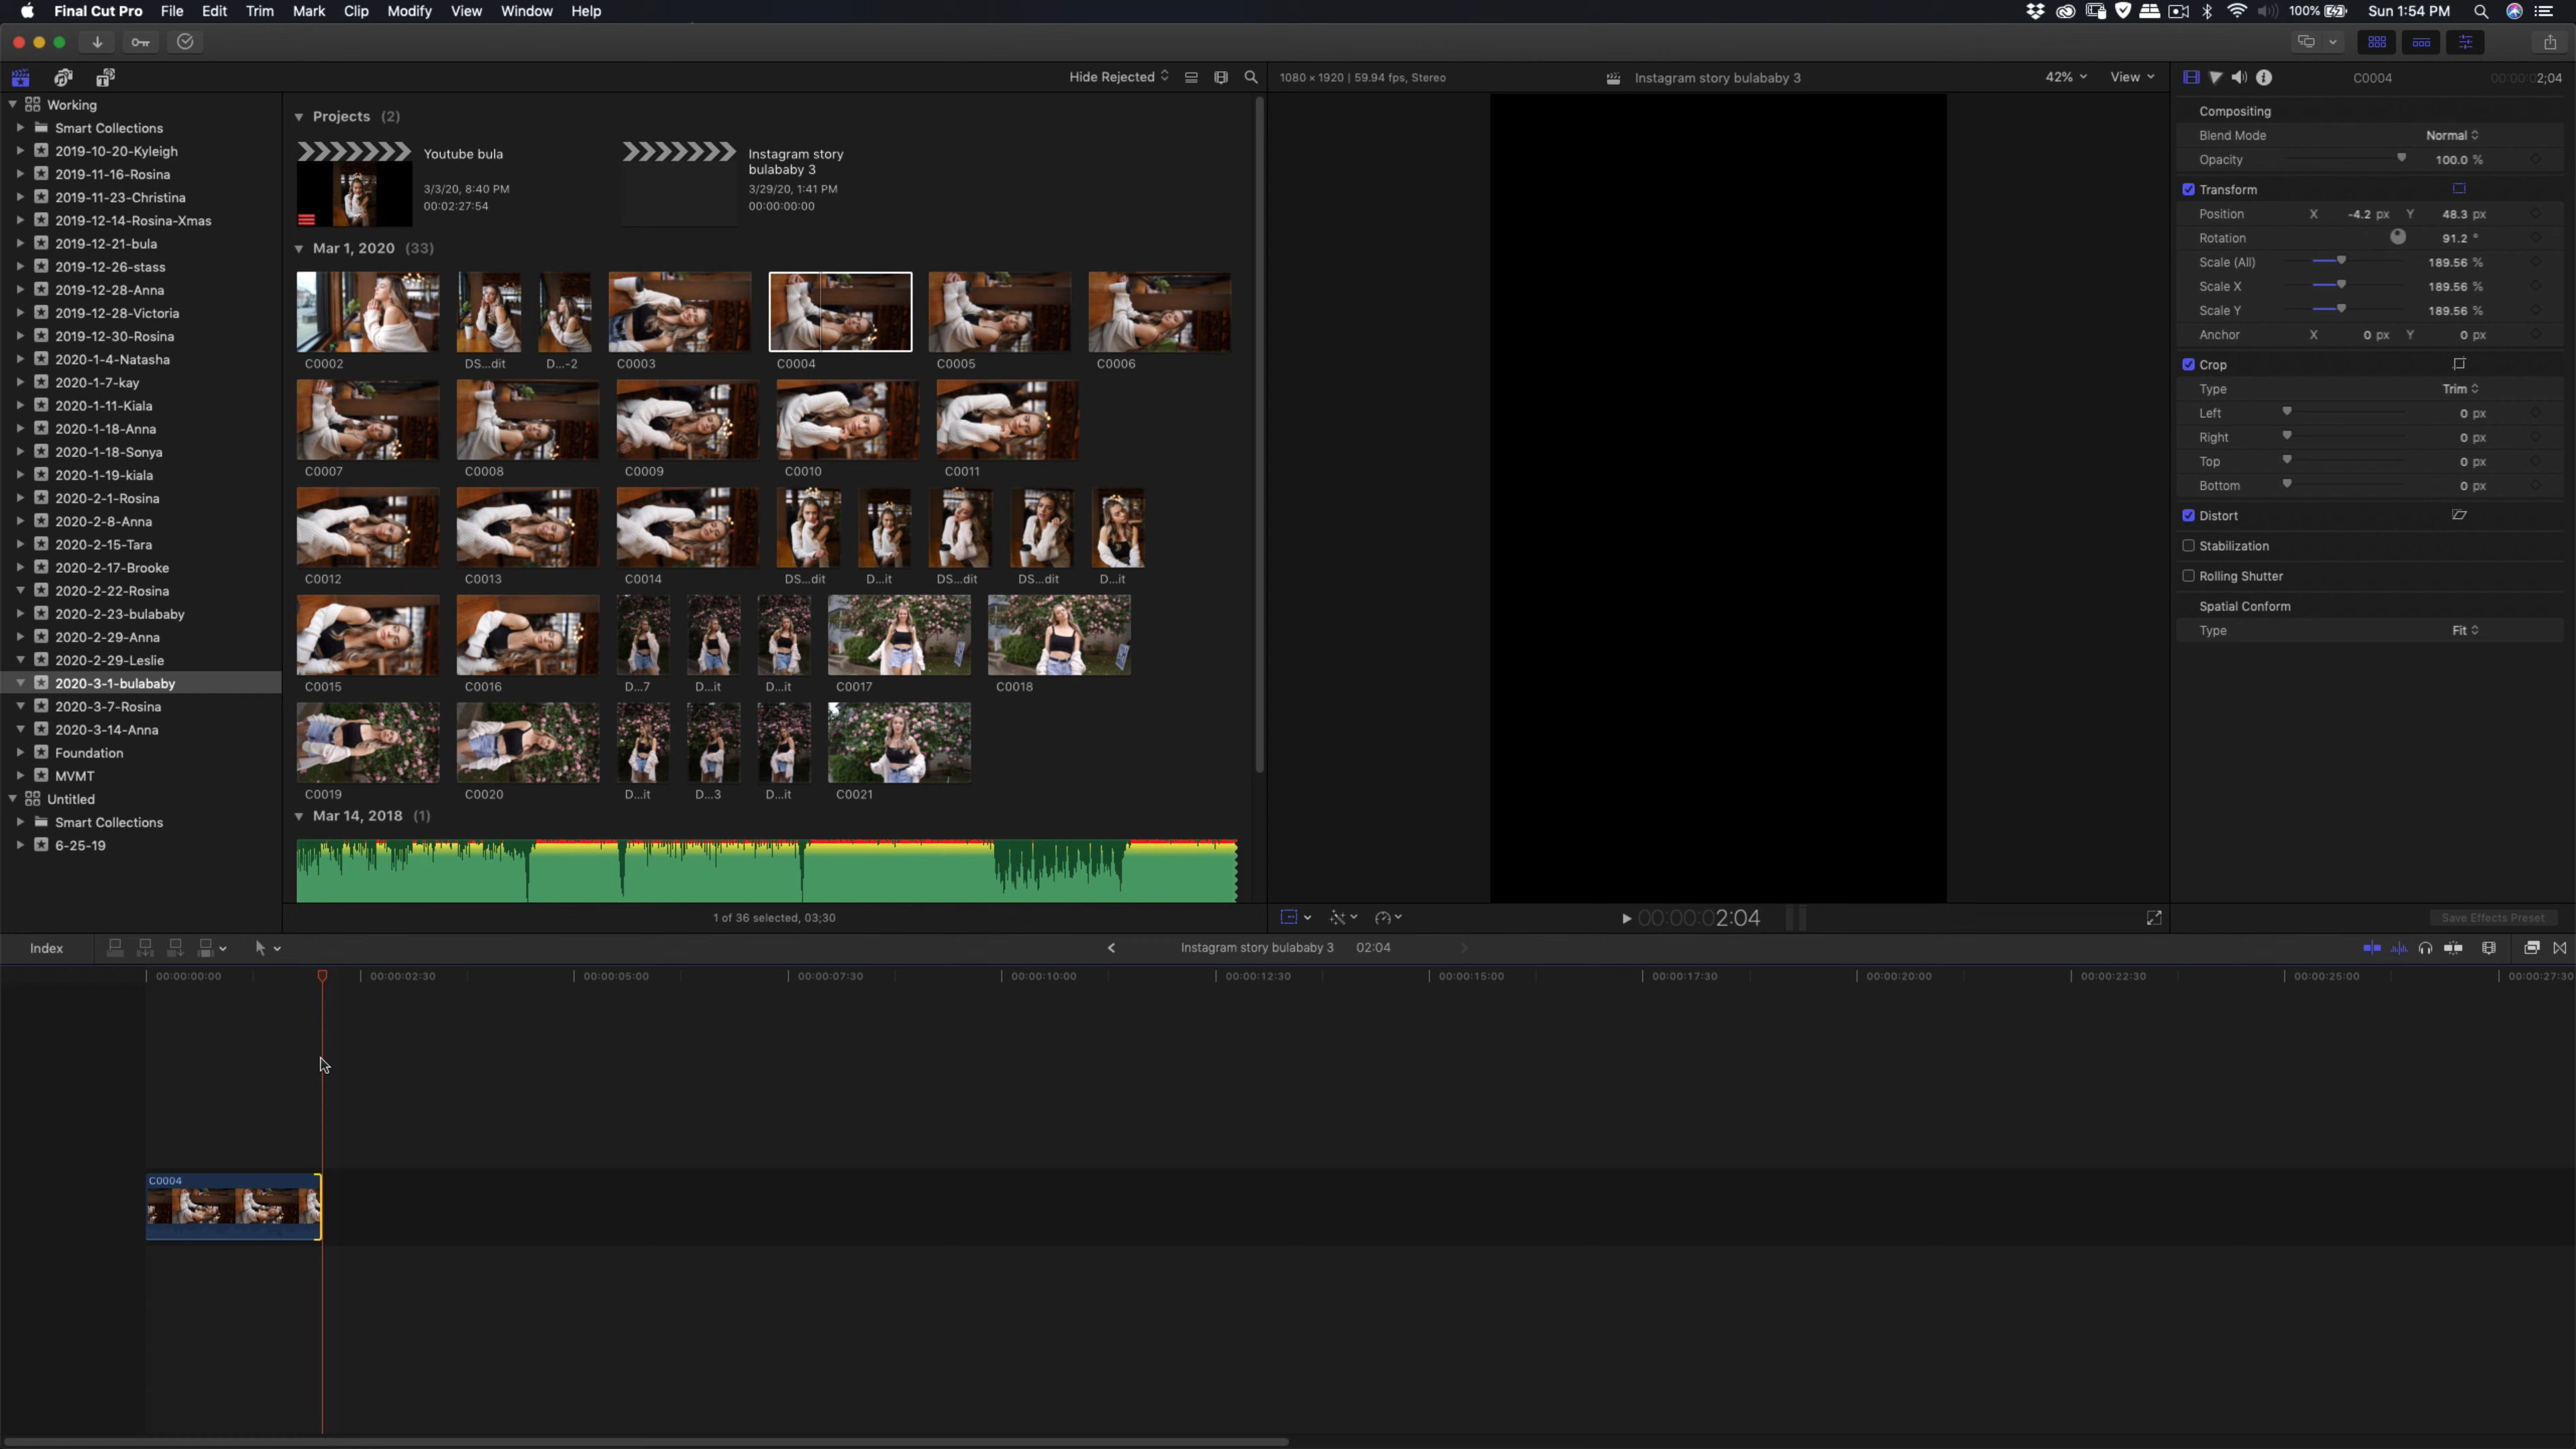 Final Cut Pro File Edit Trim Mark Clip Modify View Window Help
100% Sun 1:54 PM
Hide Rejected
1080 × 1920 | 59.94 fps, Stereo
Instagram story bulababy 3
42% View
C0004
00:00:02;04
Working
Smart Collections
2019-10-20-Kyleigh
2019-11-16-Rosina
2019-11-23-Christina
2019-12-14-Rosina-Xmas
2019-12-21-bula
2019-12-26-stass
2019-12-28-Anna
2019-12-28-Victoria
2019-12-30-Rosina
2020-1-4-Natasha
2020-1-7-kay
2020-1-11-Kiala
2020-1-18-Anna
2020-1-18-Sonya
2020-1-19-kiala
2020-2-1-Rosina
2020-2-8-Anna
2020-2-15-Tara
2020-2-17-Brooke
2020-2-22-Rosina
2020-2-23-bulababy
2020-2-29-Anna
2020-2-29-Leslie
2020-3-1-bulababy
2020-3-7-Rosina
2020-3-14-Anna
Foundation
MVMT
Untitled
Smart Collections
6-25-19
Projects (2)
Youtube bula
3/3/20, 8:40 PM
00:02:27:54
Instagram story
bulababy 3
3/29/20, 1:41 PM
00:00:00:00
Mar 1, 2020 (33)
C0002 DS...dit D...-2 C0003 C0004 C0005 C0006
C0007 C0008 C0009 C0010 C0011
C0012 C0013 C0014 DS...dit D...it DS...dit DS...dit D...it
C0015 C0016 D...7 D...it D...it C0017 C0018
C0019 C0020 D...it D...3 D...it C0021
Mar 14, 2018 (1)
1 of 36 selected, 03;30
00:00:00:02:04
Compositing
Blend Mode Normal
Opacity 100.0 %
Transform
Position X -4.2 px Y 48.3 px
Rotation 91.2 °
Scale (All) 189.56 %
Scale X 189.56 %
Scale Y 189.56 %
Anchor X 0 px Y 0 px
Crop
Type Trim
Left 0 px
Right 0 px
Top 0 px
Bottom 0 px
Distort
Stabilization
Rolling Shutter
Spatial Conform
Type Fit
Save Effects Preset
Index
Instagram story bulababy 3 02:04
00:00:00:00 00:00:02:30 00:00:05:00 00:00:07:30 00:00:10:00 00:00:12:30 00:00:15:00 00:00:17:30 00:00:20:00 00:00:22:30 00:00:25:00 00:00:27:30
C0004